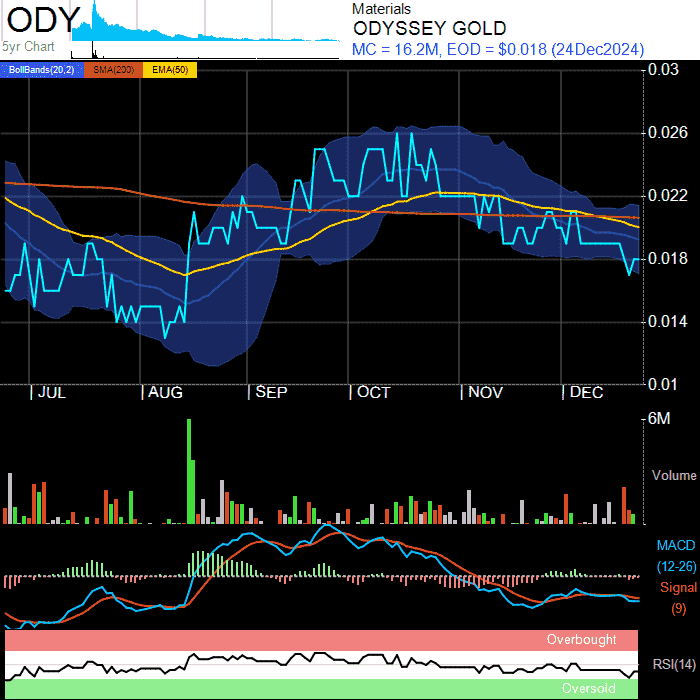 ODY
5yr Chart
Materials
ODYSSEY GOLD
MC = 16.2M, EOD = $0.018 (24Dec2024)
BollBands(20,2) SMA(200) EMA(50)
0.03
0.026
0.022
0.018
0.014
0.01
JUL AUG SEP OCT NOV DEC
6M
Volume
MACD
(12-26)
Signal
(9)
Overbought
RSI(14)
Oversold